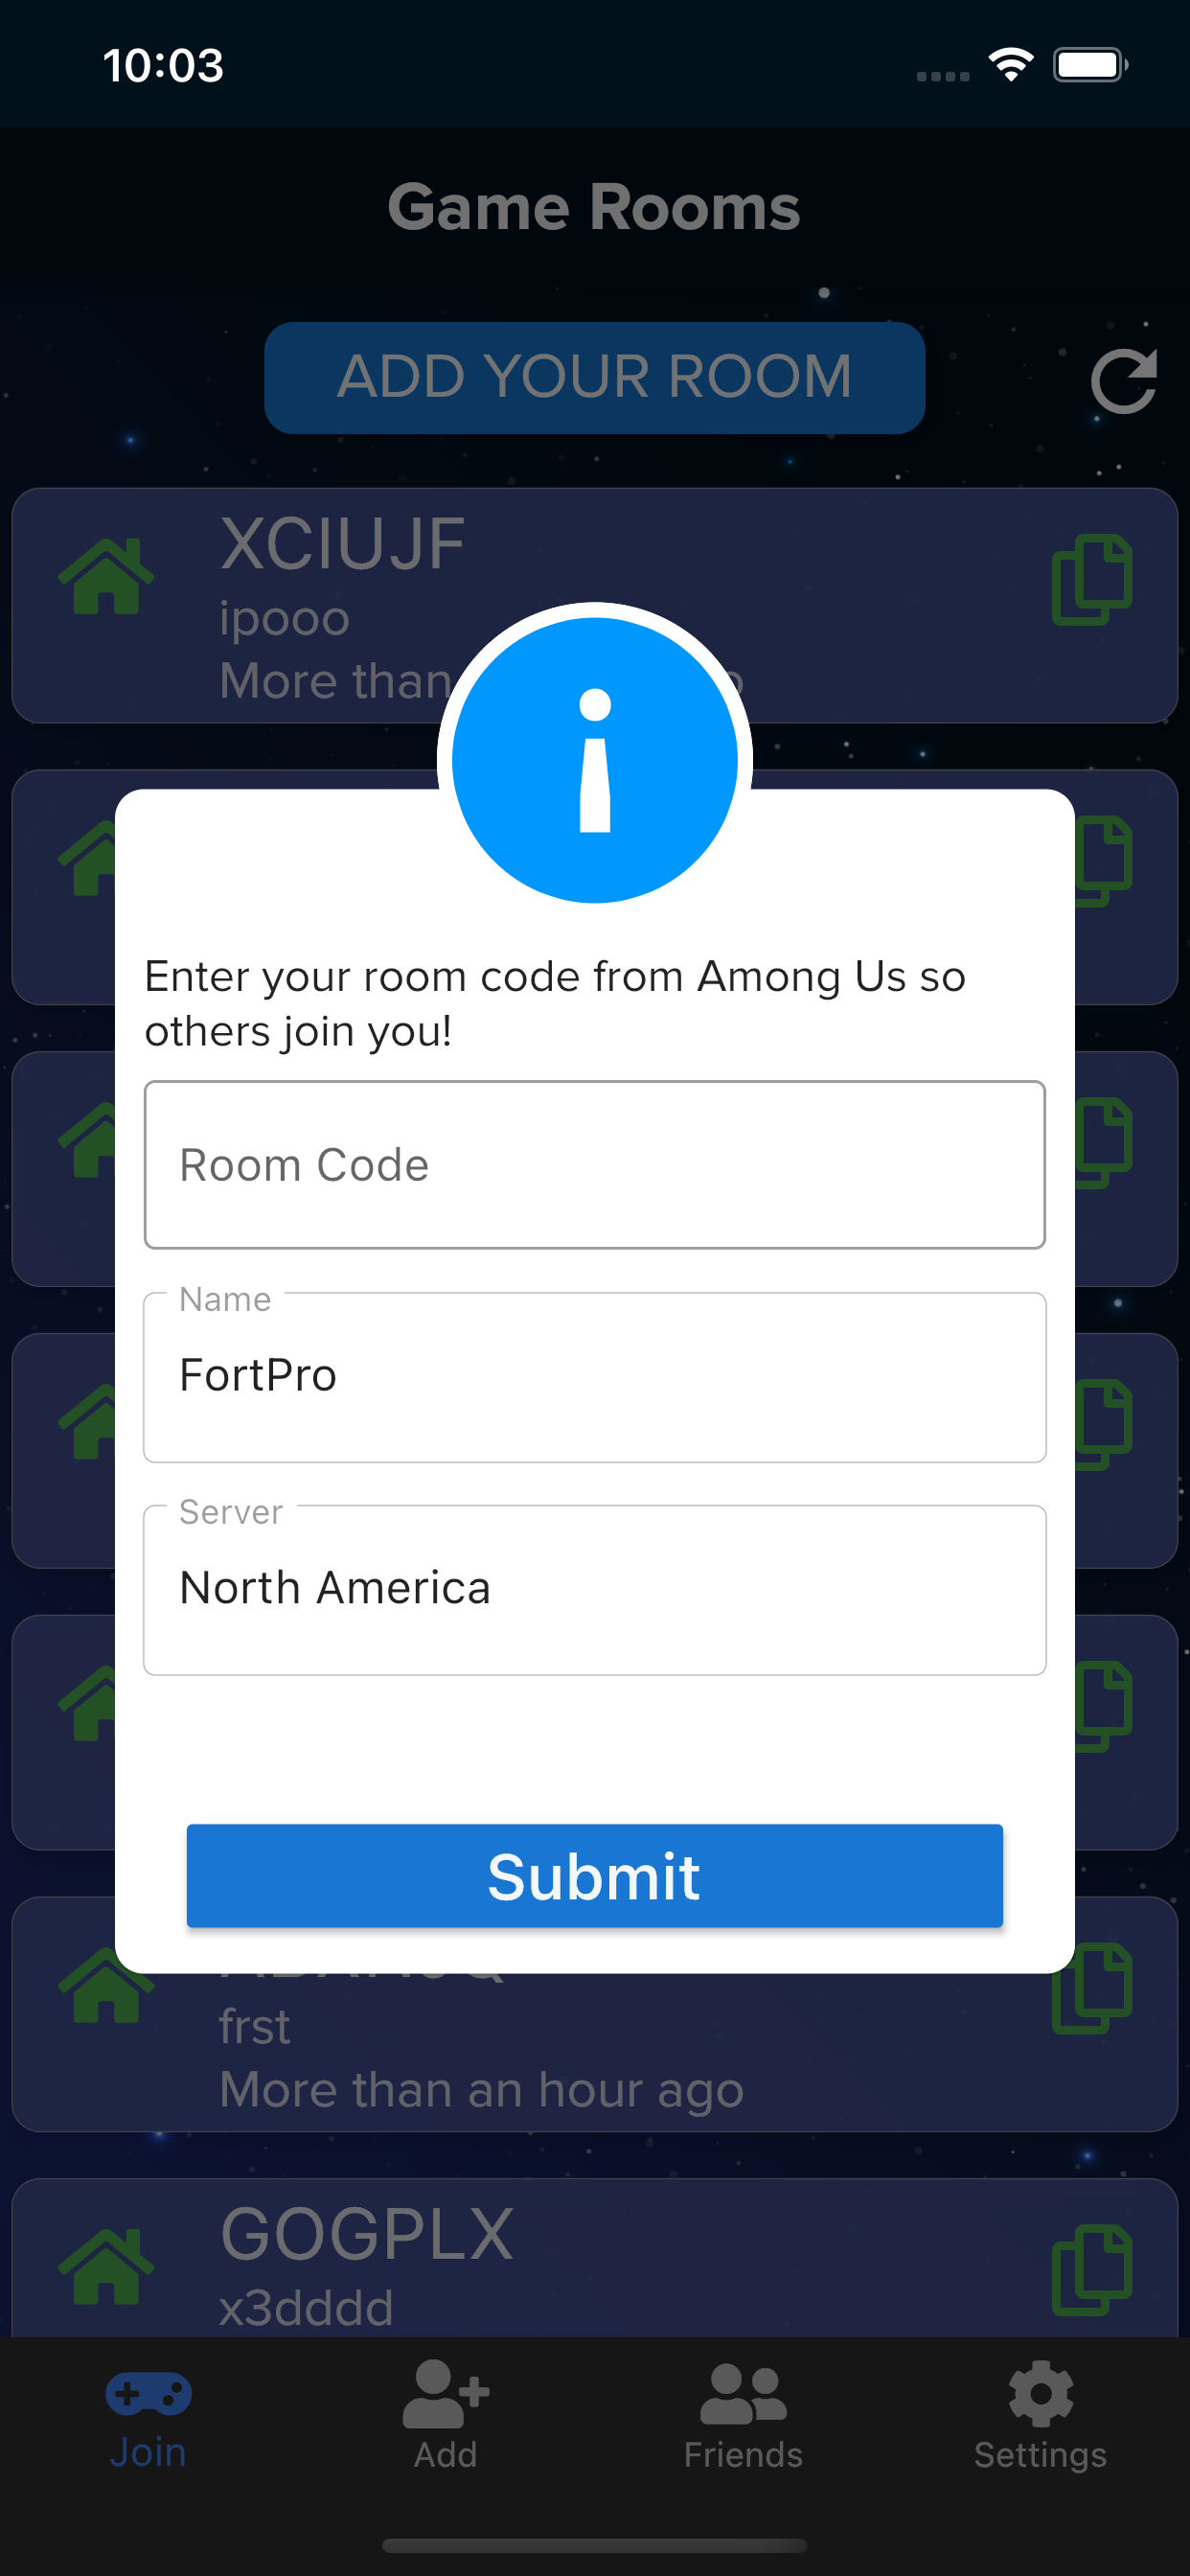 10:03
Game Rooms
ADD YOUR ROOM
XCIUJF
ipooo
More than
Enter your room code from Among Us so
others join you!
Room Code
Name
FortPro
Server
North America
Submit
frst
More than an hour ago
GOGPLX
x3dddd
Join
Add
Friends
Settings